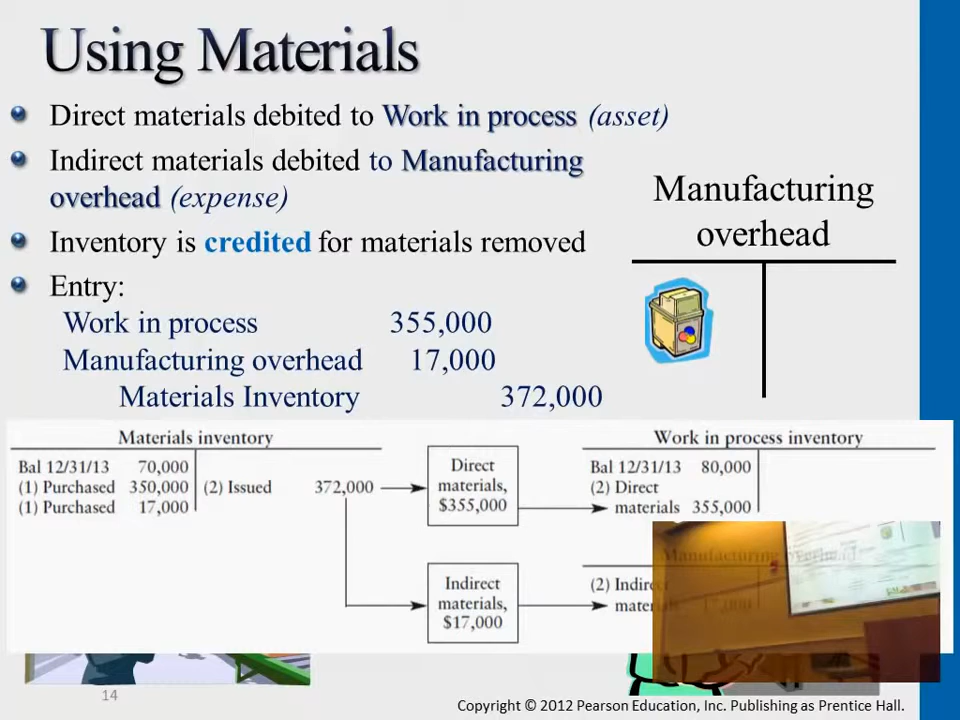 Using Materials
Direct materials debited to Work in process (asset)
Indirect materials debited to Manufacturing
overhead (expense)
Inventory is credited for materials removed
Entry:
Work in process 355,000
Manufacturing overhead 17,000
Materials Inventory 372,000
Manufacturing
overhead
Materials inventory
Bal 12/31/13 70,000
(1) Purchased 350,000 (2) Issued 372,000
(1) Purchased 17,000
Direct
materials,
$355,000
Indirect
materials,
$17,000
Work in process inventory
Bal 12/31/13 80,000
(2) Direct
materials 355,000
Manufacturing overhead
(2)
17,000
14
Copyright © 2012 Pearson Education, Inc. Publishing as Prentice Hall.